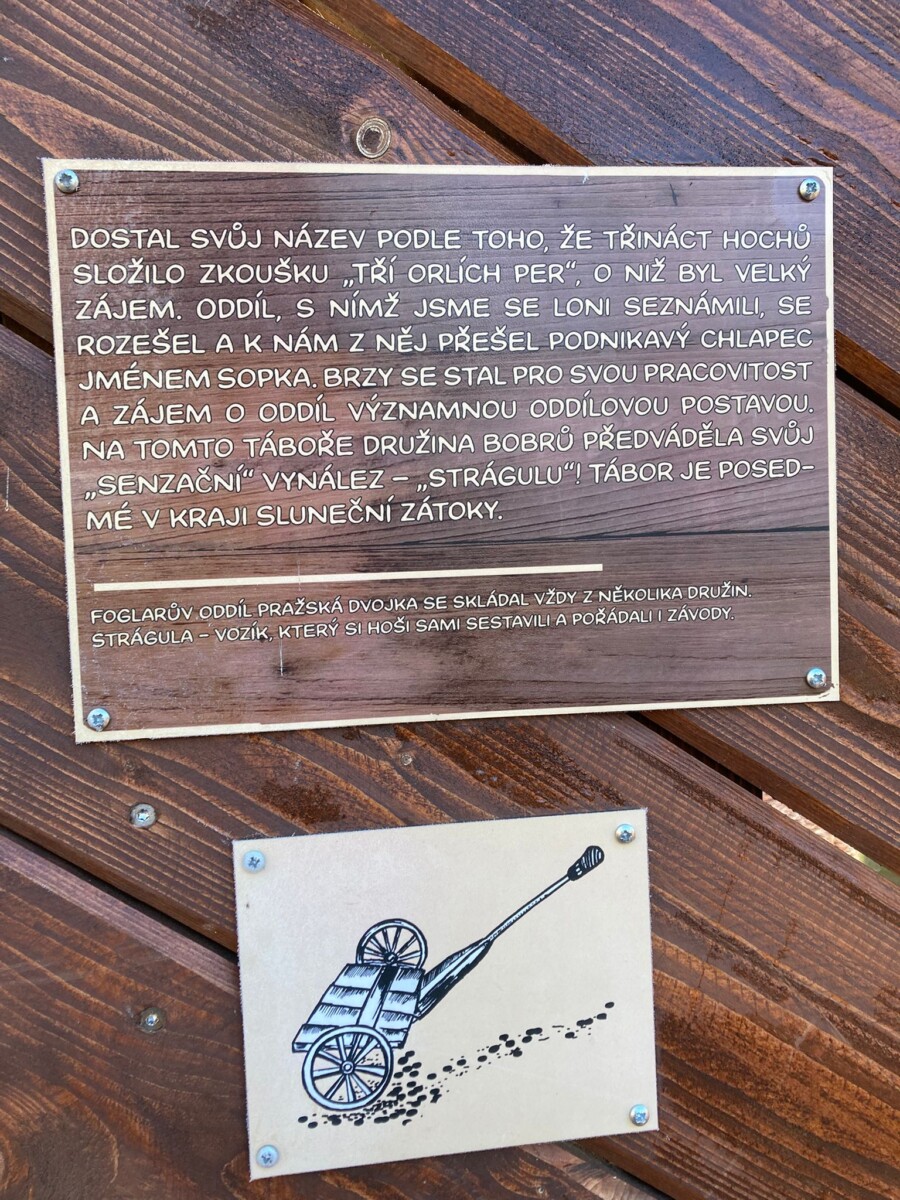 DOSTAL SVŮJ NÁZEV PODLE TOHO, ŽE TŘINÁCT HOCHŮ
SLOŽILO ZKOUŠKU „TŘÍ ORLÍCH PER“, O NIŽ BYL VELKÝ
ZÁJEM. ODDÍL, S NÍMŽ JSME SE LONI SEZNÁMILI, SE
ROZEŠEL A K NÁM Z NĚJ PŘEŠEL PODNIKAVÝ CHLAPEC
JMÉNEM SOPKA. BRZY SE STAL PRO SVOU PRACOVITOST
A ZÁJEM O ODDÍL VÝZNAMNOU ODDÍLOVOU POSTAVOU.
NA TOMTO TÁBOŘE DRUŽINA BOBRŮ PŘEDVÁDĚLA SVŮJ
„SENZAČNÍ“ VYNÁLEZ – „STRÁGULU“! TÁBOR JE POSED-
MÉ V KRAJI SLUNEČNÍ ZÁTOKY.
FOGLARŮV ODDÍL PRAŽSKÁ DVOJKA SE SKLÁDAL VŽDY Z NĚKOLIKA DRUŽIN.
STRÁGULA – VOZÍK, KTERÝ SI HOŠI SAMI SESTAVILI A POŘÁDALI I ZÁVODY.